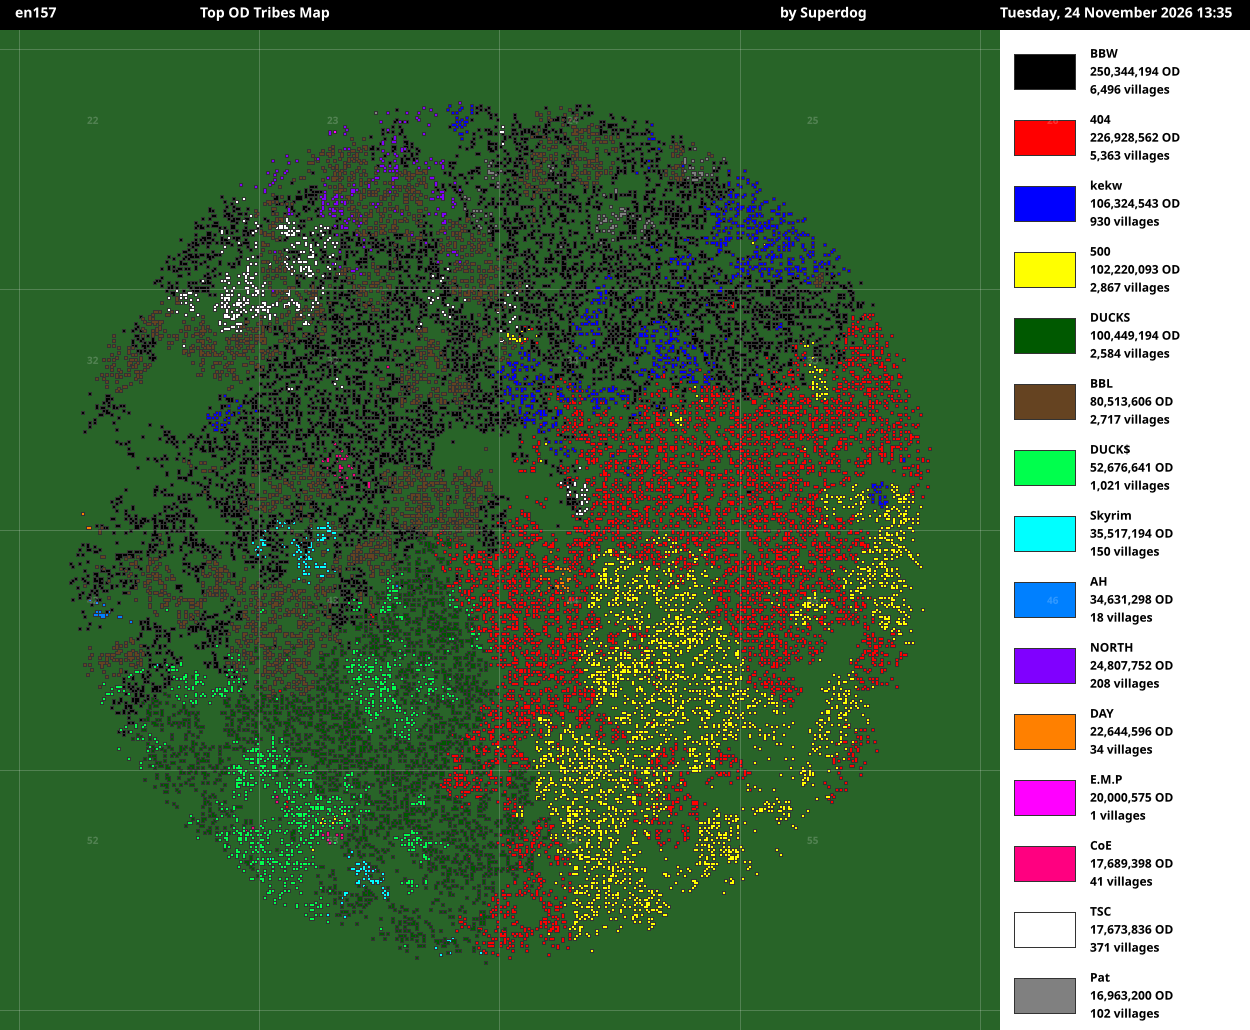 en157 Top OD Tribes Map by Superdog Tuesday, 24 November 2026 13:35
BBW
250,344,194 OD
6,496 villages
404
226,928,562 OD
5,363 villages
kekw
106,324,543 OD
930 villages
500
102,220,093 OD
2,867 villages
DUCKS
100,449,194 OD
2,584 villages
BBL
80,513,606 OD
2,717 villages
DUCK$
52,676,641 OD
1,021 villages
Skyrim
35,517,194 OD
150 villages
AH
34,631,298 OD
18 villages
NORTH
24,807,752 OD
208 villages
DAY
22,644,596 OD
34 villages
E.M.P
20,000,575 OD
1 villages
CoE
17,689,398 OD
41 villages
TSC
17,673,836 OD
371 villages
Pat
16,963,200 OD
102 villages
22 23 25
32
46
52 55